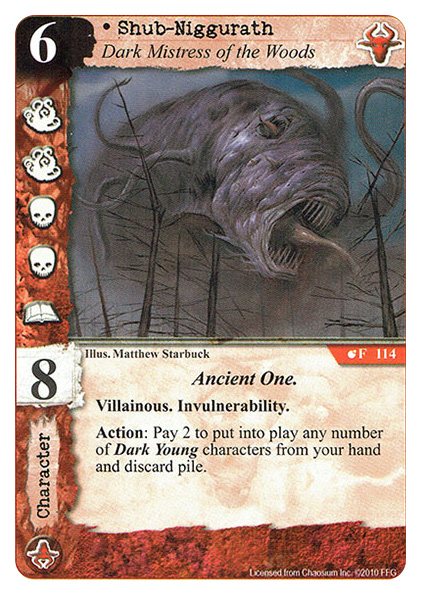 6
• Shub-Niggurath
Dark Mistress of the Woods
Illus. Matthew Starbuck
F 114
8
Ancient One.
Villainous. Invulnerability.
Action: Pay 2 to put into play any number
of Dark Young characters from your hand
and discard pile.
Character
Licensed from Chaosium Inc. ©2010 FFG